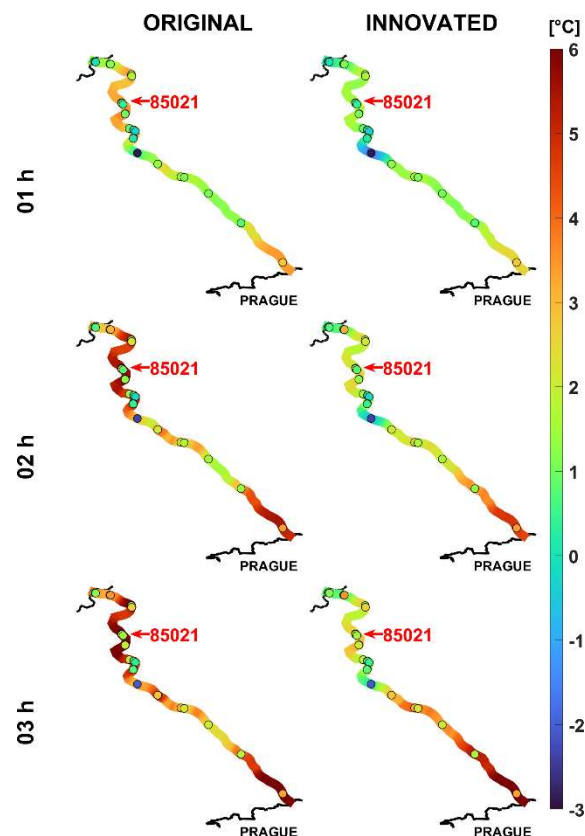 ORIGINAL INNOVATED [°C]
6
85021 85021
5
01 h
4
PRAGUE PRAGUE
3
85021 85021
2
02 h
1
0
PRAGUE PRAGUE
85021 85021
-1
03 h
-2
-3
PRAGUE PRAGUE